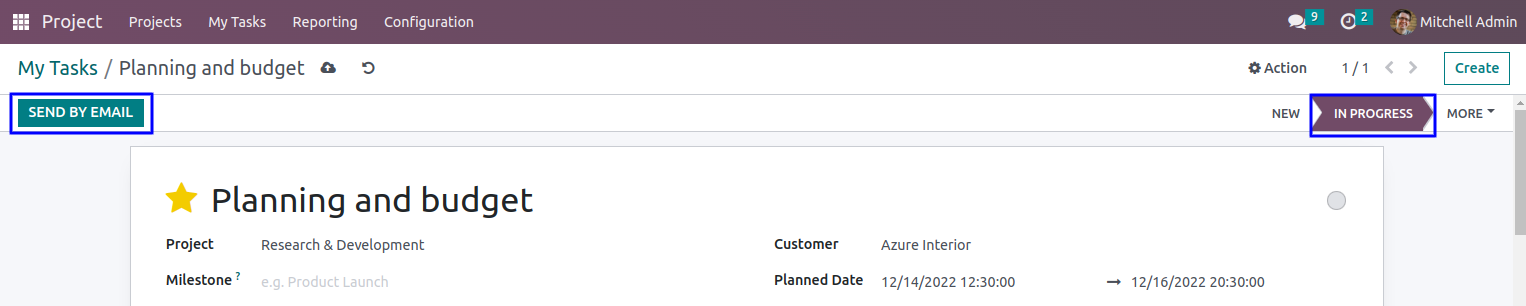 Project Projects My Tasks Reporting Configuration 9 2 Mitchell Admin
My Tasks / Planning and budget Action 1 / 1 Create
SEND BY EMAIL NEW IN PROGRESS MORE
Planning and budget
Project Research & Development Customer Azure Interior
Milestone ? e.g. Product Launch Planned Date 12/14/2022 12:30:00 → 12/16/2022 20:30:00